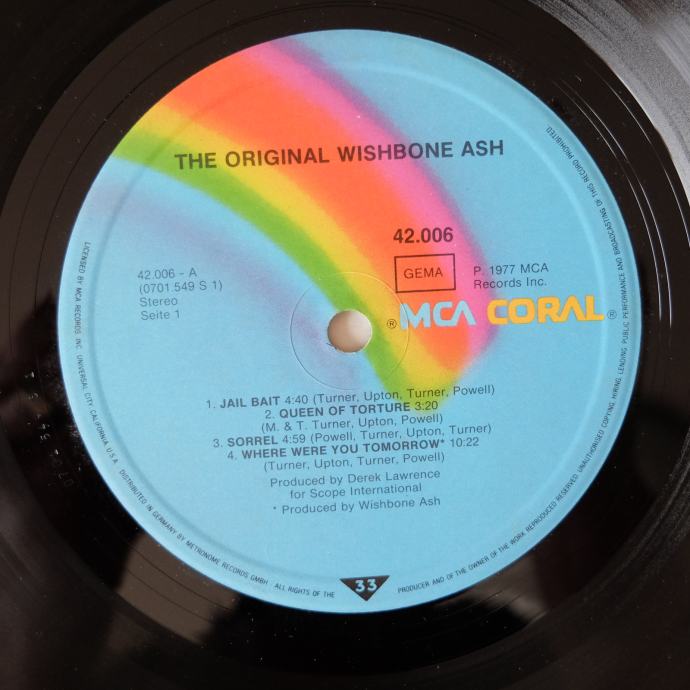 THE ORIGINAL WISHBONE ASH
42.006
GEMA
P. 1977 MCA
Records Inc.
42.006 - A
(0701.549 S 1)
Stereo
Seite 1
® MCA CORAL ®
1. JAIL BAIT 4:40 (Turner, Upton, Turner, Powell)
2. QUEEN OF TORTURE 3:20
(M. & T. Turner, Upton, Powell)
3. SORREL 4:59 (Powell, Turner, Upton, Turner)
4. WHERE WERE YOU TOMORROW* 10:22
(Turner, Upton, Turner, Powell)
Produced by Derek Lawrence
for Scope International
* Produced by Wishbone Ash
33
LICENSED BY MCA RECORDS INC. UNIVERSAL CITY, CALIFORNIA, U.S.A. DISTRIBUTED IN GERMANY BY METRONOME RECORDS GMBH · ALL RIGHTS OF THE PRODUCER AND OF THE OWNER OF THE WORK REPRODUCED RESERVED. UNAUTHORISED COPYING, HIRING, LENDING, PUBLIC PERFORMANCE AND BROADCASTING OF THIS RECORD PROHIBITED.